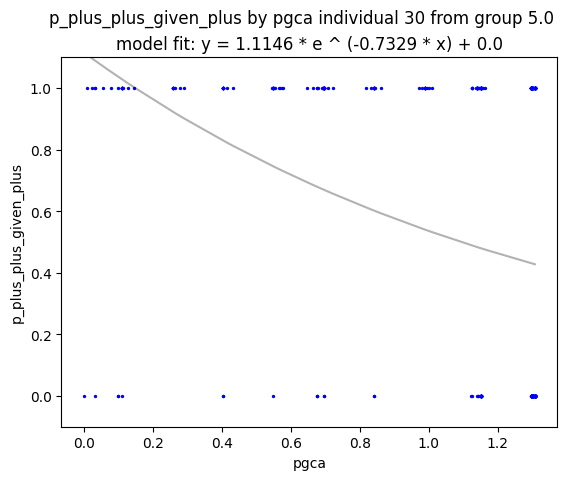 p_plus_plus_given_plus by pgca individual 30 from group 5.0
model fit: y = 1.1146 * e ^ (-0.7329 * x) + 0.0
1.0
0.8
0.6
0.4
0.2
0.0
p_plus_plus_given_plus
0.0 0.2 0.4 0.6 0.8 1.0 1.2
pgca